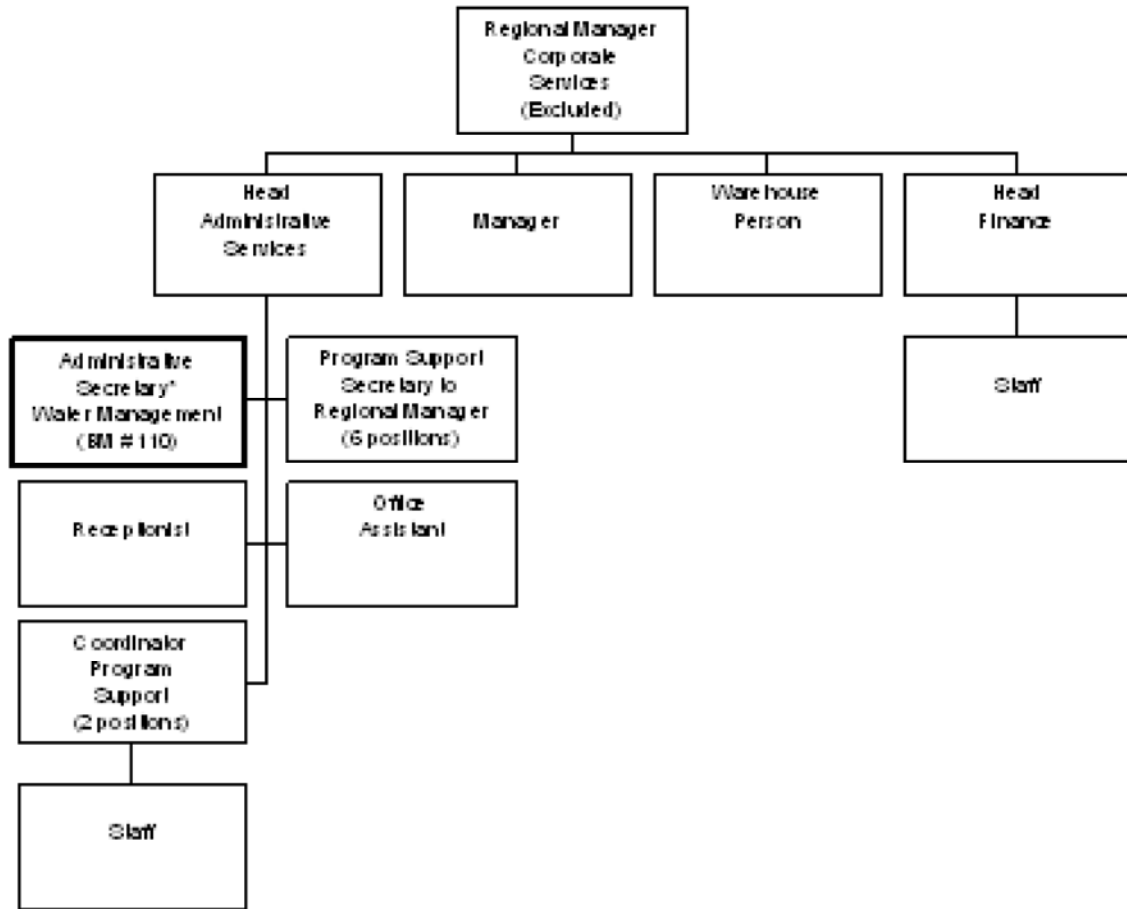 Regional Manager
Corporate
Services
(Excluded)
Head
Administrative
Services
Manager
Warehouse
Person
Head
Finance
Administrative
Secretary*
Water Management
(BM # 110)
Program Support
Secretary to
Regional Manager
(6 positions)
Staff
Receptionist
Office
Assistant
Coordinator
Program
Support
(2 positions)
Staff